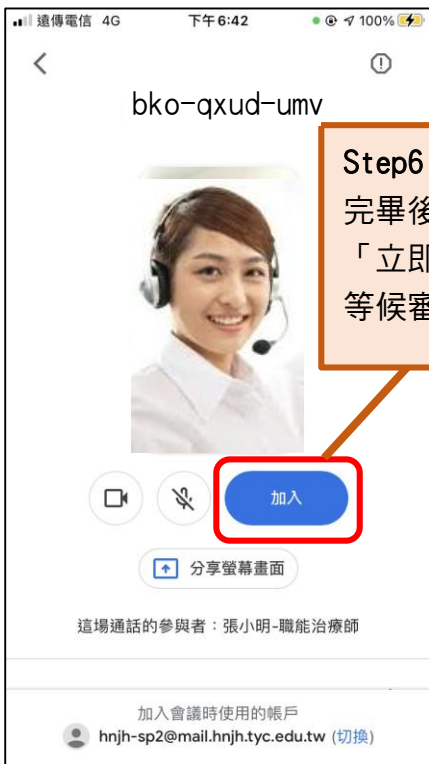 遠傳電信 4G 下午6:42 100%
bko-qxud-umv
Step6
完畢後
「立即
等候審
加入
分享螢幕畫面
這場通話的參與者：張小明-職能治療師
加入會議時使用的帳戶
hnjh-sp2@mail.hnjh.tyc.edu.tw (切換)